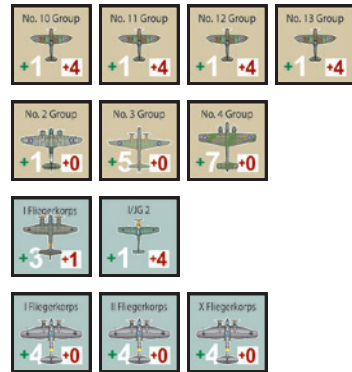 No. 10 Group No. 11 Group No. 12 Group No. 13 Group
+1 +4 +1 +4 +1 +4 +1 +4
No. 2 Group No. 3 Group No. 4 Group
+1 +0 +5 +0 +7 +0
I Fliegerkorps I/JG 2
+3 +1 +1 +4
I Fliegerkorps II Fliegerkorps X Fliegerkorps
+4 +0 +4 +0 +4 +0